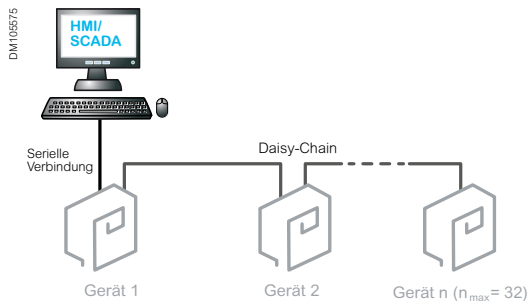 DM105575
HMI/
SCADA
Serielle
Verbindung
Daisy-Chain
Gerät 1
Gerät 2
Gerät n (nmax= 32)